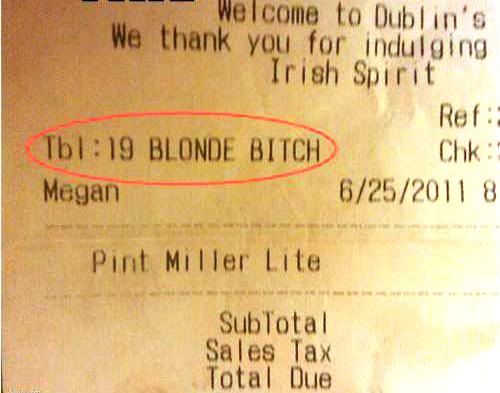 Welcome to Dublin's
We thank you for indulging
Irish Spirit
Ref:
Tbl:19 BLONDE BITCH Chk:
Megan 6/25/2011 8
Pint Miller Lite
SubTotal
Sales Tax
Total Due